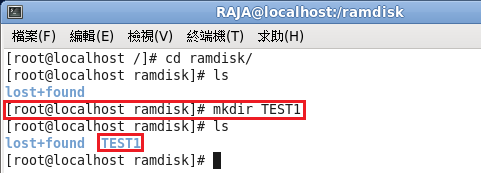 RAJA@localhost:/ramdisk
檔案(F) 編輯(E) 檢視(V) 終端機(T) 求助(H)
[root@localhost /]# cd ramdisk/
[root@localhost ramdisk]# ls
lost+found
[root@localhost ramdisk]# mkdir TEST1
[root@localhost ramdisk]# ls
lost+found  TEST1
[root@localhost ramdisk]#